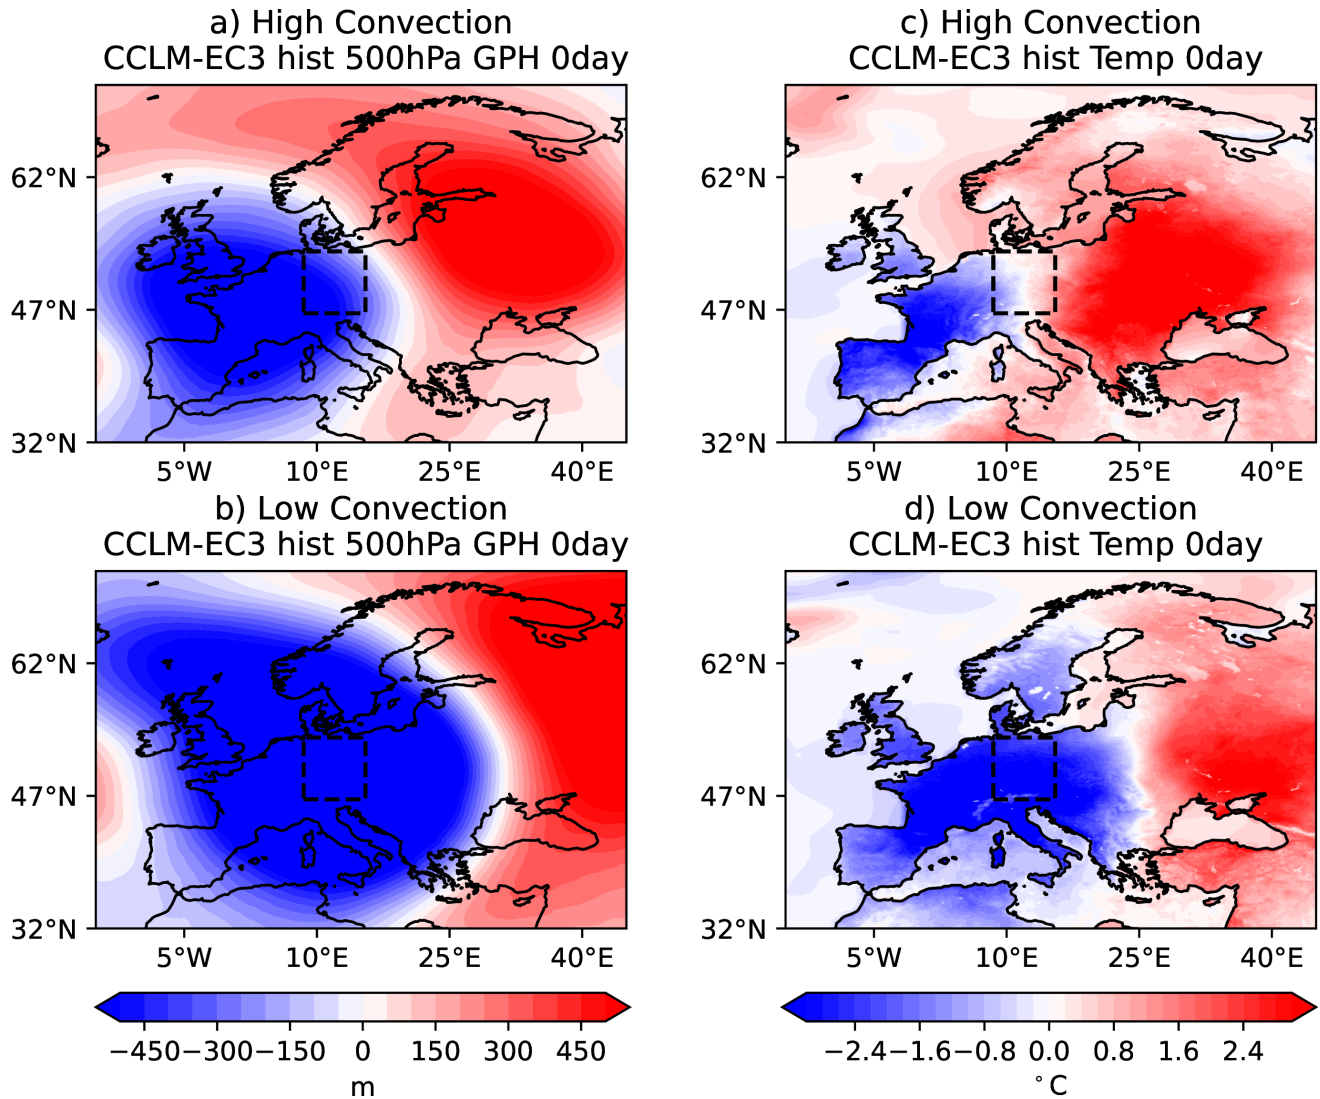 a) High Convection
CCLM-EC3 hist 500hPa GPH 0day
62°N
47°N
32°N
5°W 10°E 25°E 40°E
c) High Convection
CCLM-EC3 hist Temp 0day
62°N
47°N
32°N
5°W 10°E 25°E 40°E
b) Low Convection
CCLM-EC3 hist 500hPa GPH 0day
62°N
47°N
32°N
5°W 10°E 25°E 40°E
d) Low Convection
CCLM-EC3 hist Temp 0day
62°N
47°N
32°N
5°W 10°E 25°E 40°E
−450 −300 −150 0 150 300 450
m
−2.4 −1.6 −0.8 0.0 0.8 1.6 2.4
°C